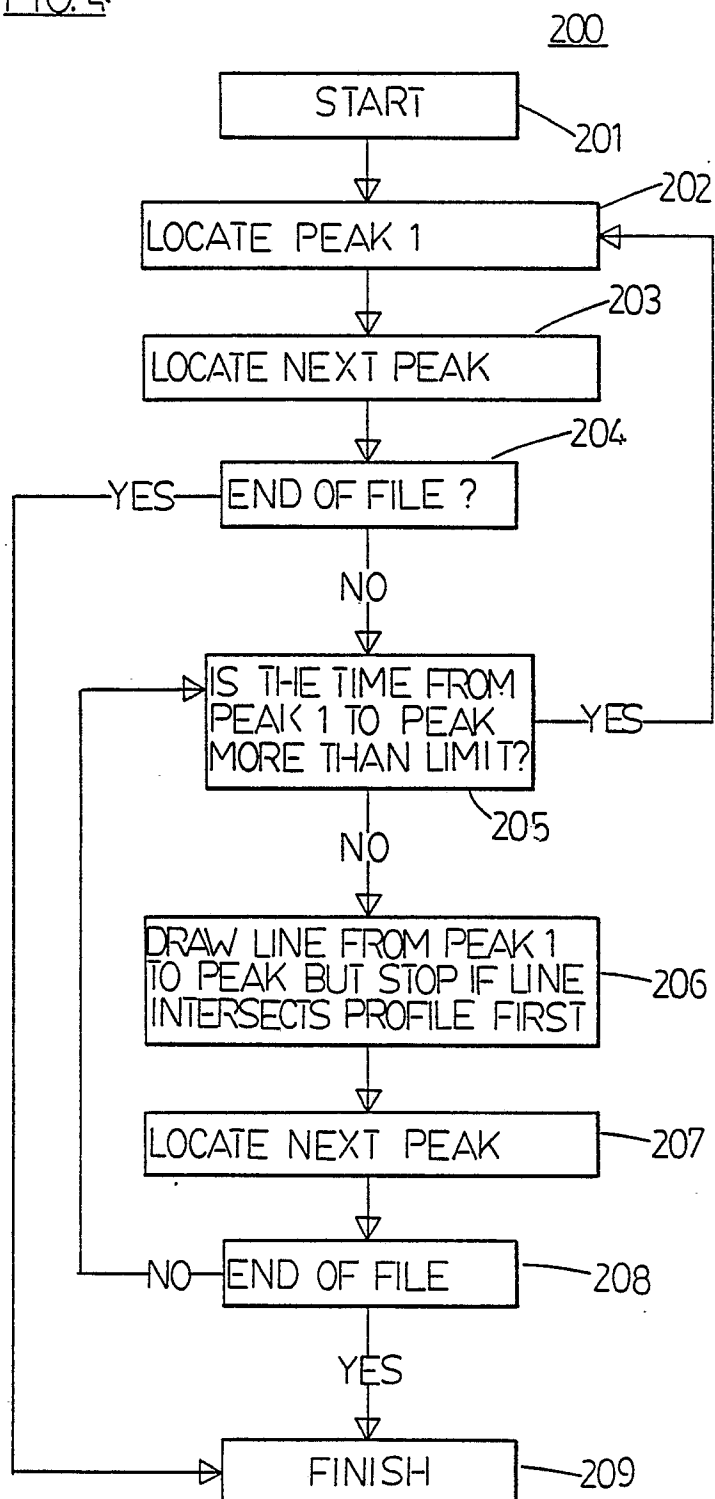 FIG. 4
200
START
201
202
LOCATE PEAK 1
203
LOCATE NEXT PEAK
204
YES
END OF FILE ?
NO
IS THE TIME FROM
PEAK 1 TO PEAK
MORE THAN LIMIT?
YES
205
NO
DRAW LINE FROM PEAK 1
TO PEAK BUT STOP IF LINE
INTERSECTS PROFILE FIRST
206
LOCATE NEXT PEAK
207
NO
END OF FILE
208
YES
FINISH
209